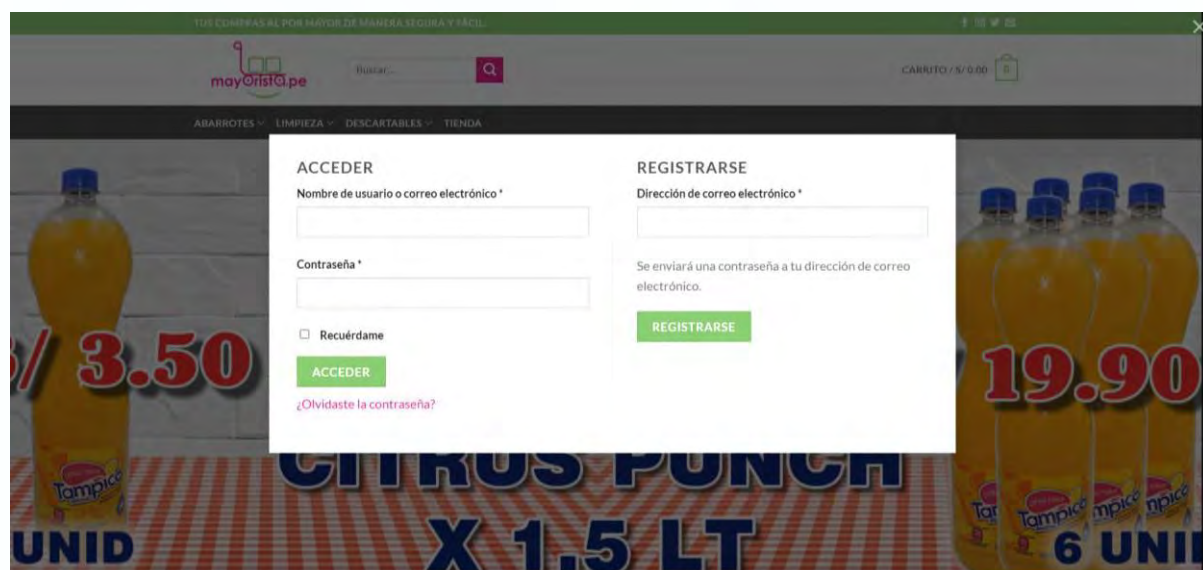 TUS COMPRAS AL POR MAYOR DE MANERA SEGURA Y FÁCIL.
mayorista.pe
Buscar...
CARRITO / S/ 0.00 0
ABARROTES LIMPIEZA DESCARTABLES TIENDA
ACCEDER
Nombre de usuario o correo electrónico *
Contraseña *
Recuérdame
ACCEDER
¿Olvidaste la contraseña?
REGISTRARSE
Dirección de correo electrónico *
Se enviará una contraseña a tu dirección de correo
electrónico.
REGISTRARSE
/ 3.50
19.90
CITRUS PUNCH
Tampico
Tampico
UNID
X 1.5 LT
6 UNI